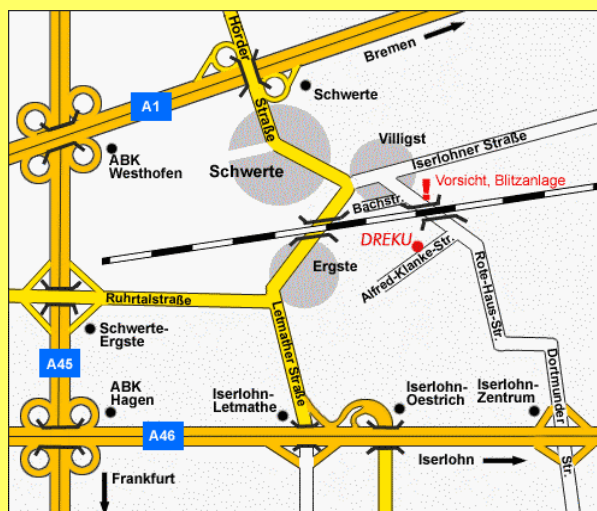 Hörder
Straße
Bremen
A1
Schwerte
ABK
Westhofen
Villigst
Iserlohner Straße
Schwerte
Vorsicht, Blitzanlage
Bachstr.
DREKU
Ergste
Alfred-Klanke-Str.
Rote-Haus-Str.
Ruhrtalstraße
Letmather Straße
Schwerte-
Ergste
A45
ABK
Hagen
Iserlohn-
Letmathe
Iserlohn-
Oestrich
Iserlohn-
Zentrum
Dortmunder
Str.
A46
Iserlohn
Frankfurt